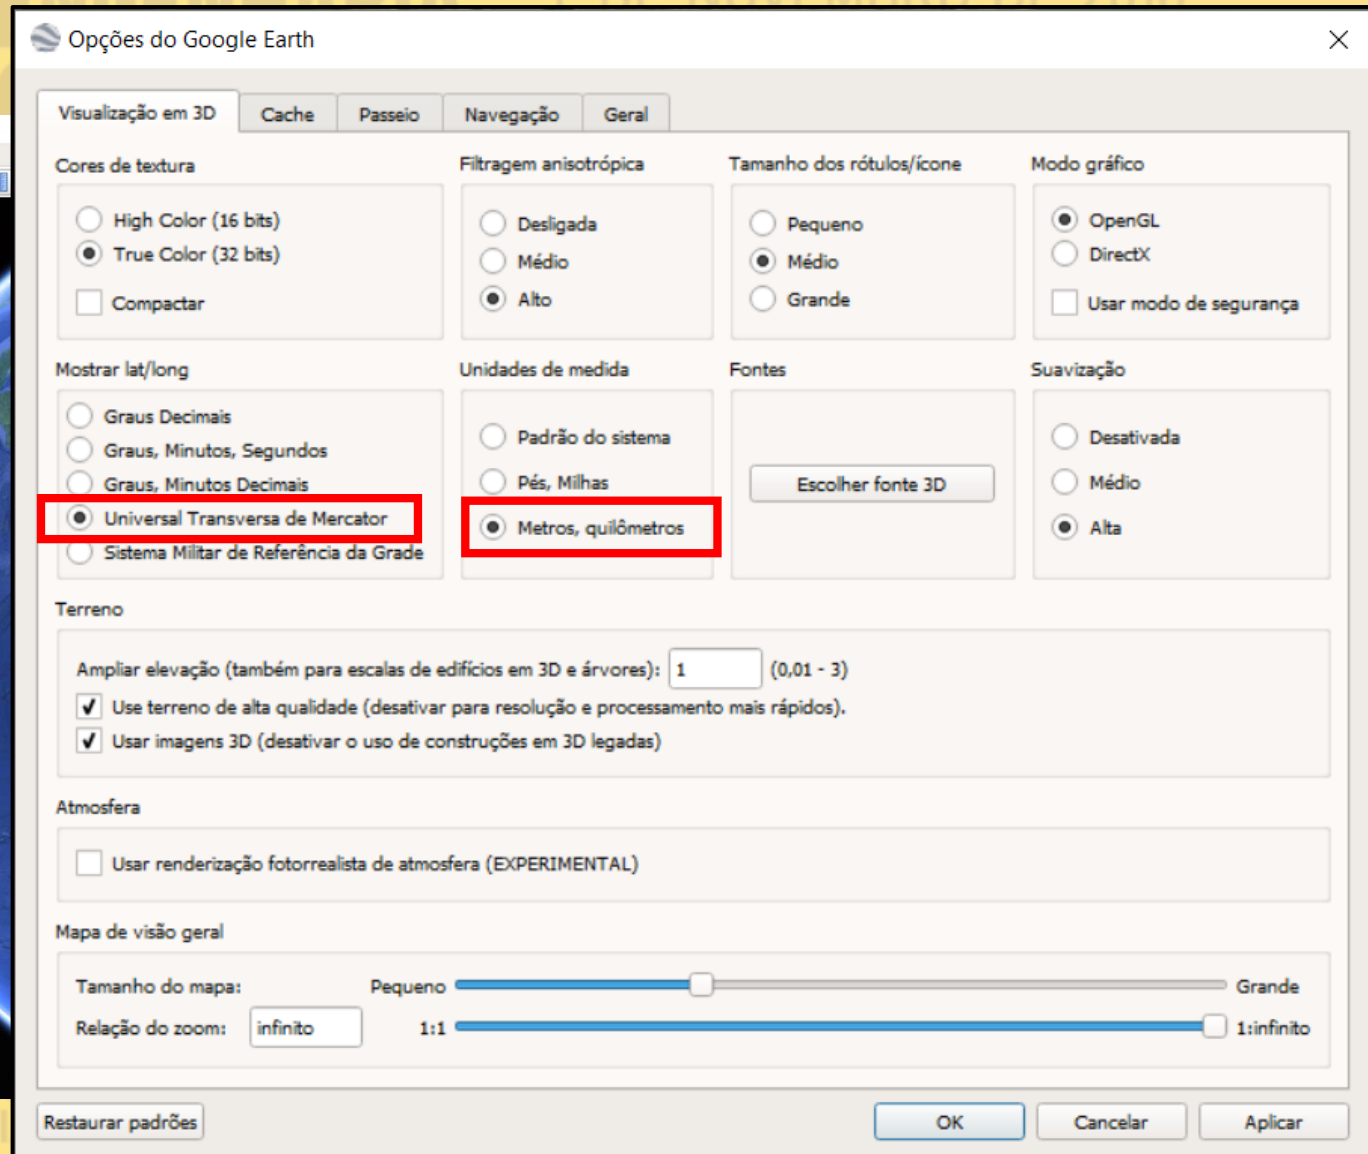 Opções do Google Earth
Visualização em 3D Cache Passeio Navegação Geral
Cores de textura
High Color (16 bits)
True Color (32 bits)
Compactar
Filtragem anisotrópica
Desligada
Médio
Alto
Tamanho dos rótulos/ícone
Pequeno
Médio
Grande
Modo gráfico
OpenGL
DirectX
Usar modo de segurança
Mostrar lat/long
Graus Decimais
Graus, Minutos, Segundos
Graus, Minutos Decimais
Universal Transversa de Mercator
Sistema Militar de Referência da Grade
Unidades de medida
Padrão do sistema
Pés, Milhas
Metros, quilômetros
Fontes
Escolher fonte 3D
Suavização
Desativada
Médio
Alta
Terreno
Ampliar elevação (também para escalas de edifícios em 3D e árvores): 1 (0,01 - 3)
Use terreno de alta qualidade (desativar para resolução e processamento mais rápidos).
Usar imagens 3D (desativar o uso de construções em 3D legadas)
Atmosfera
Usar renderização fotorrealista de atmosfera (EXPERIMENTAL)
Mapa de visão geral
Tamanho do mapa: Pequeno Grande
Relação do zoom: infinito 1:1 1:infinito
Restaurar padrões OK Cancelar Aplicar